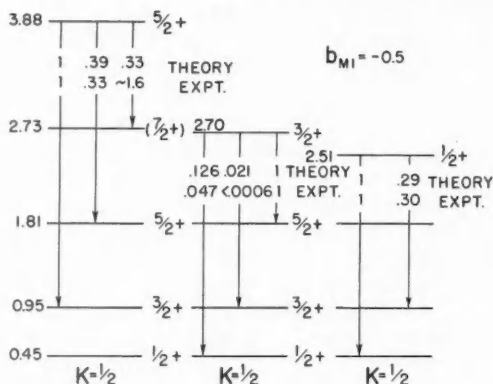 3.88 5/2+
1 .39 .33 THEORY
1 .33 ~1.6 EXPT.
bM1 = -0.5
2.73 (7/2+) 2.70 3/2+
2.51 1/2+
.126 .021 1 THEORY
.047 <.0006 1 EXPT.
1 .29 THEORY
1 .30 EXPT.
1.81 5/2+ 5/2+
0.95 3/2+ 3/2+
0.45 1/2+ 1/2+
K=1/2 K=1/2 K=1/2